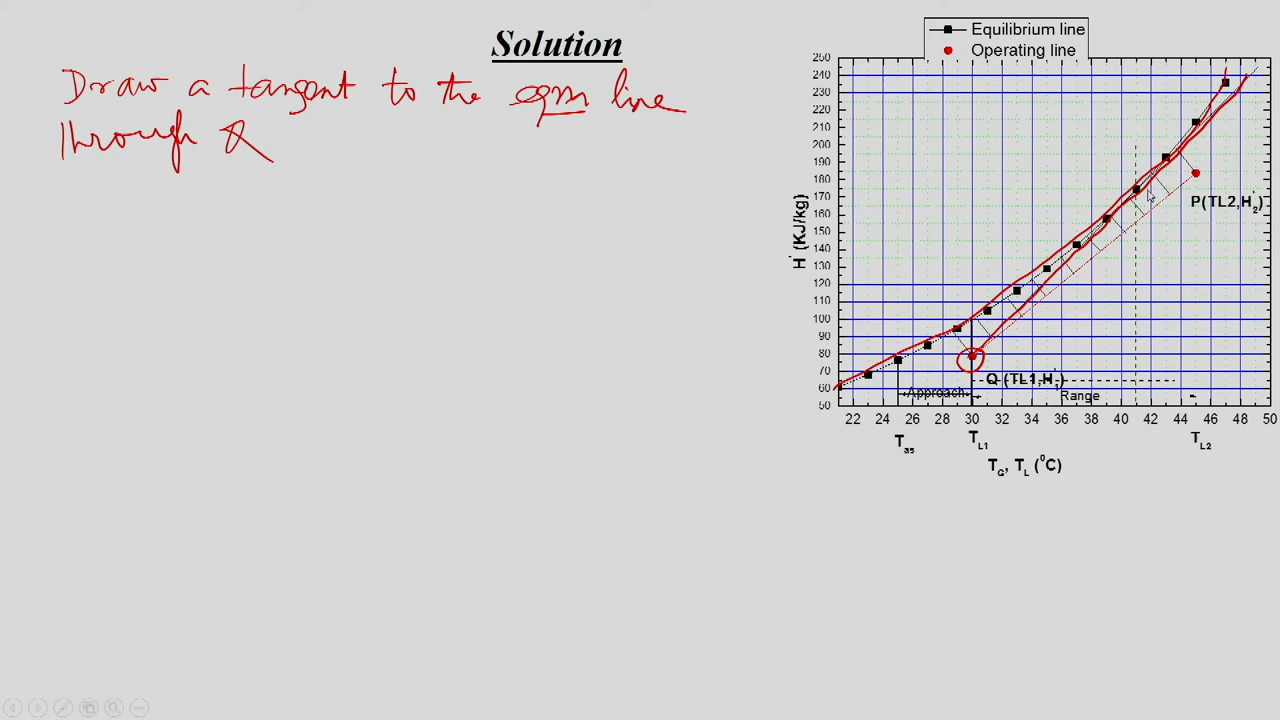 Solution
Draw a tangent to the eqm line
through Q
Equilibrium line
Operating line
250
240
230
220
210
200
190
180
170
160
150
140
130
120
110
100
90
80
70
60
50
H' (KJ/kg)
P(TL2,H'2)
Q (TL1,H'1)
Approach
Range
22 24 26 28 30 32 34 36 38 40 42 44 46 48 50
Tas TL1 TL2
TG, TL (0C)